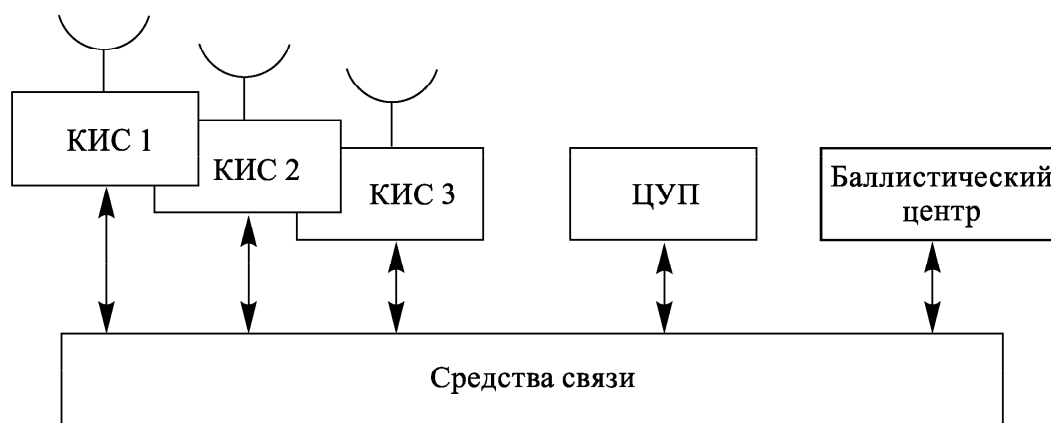 КИС 1
КИС 2
КИС 3
ЦУП
Баллистический
центр
Средства связи